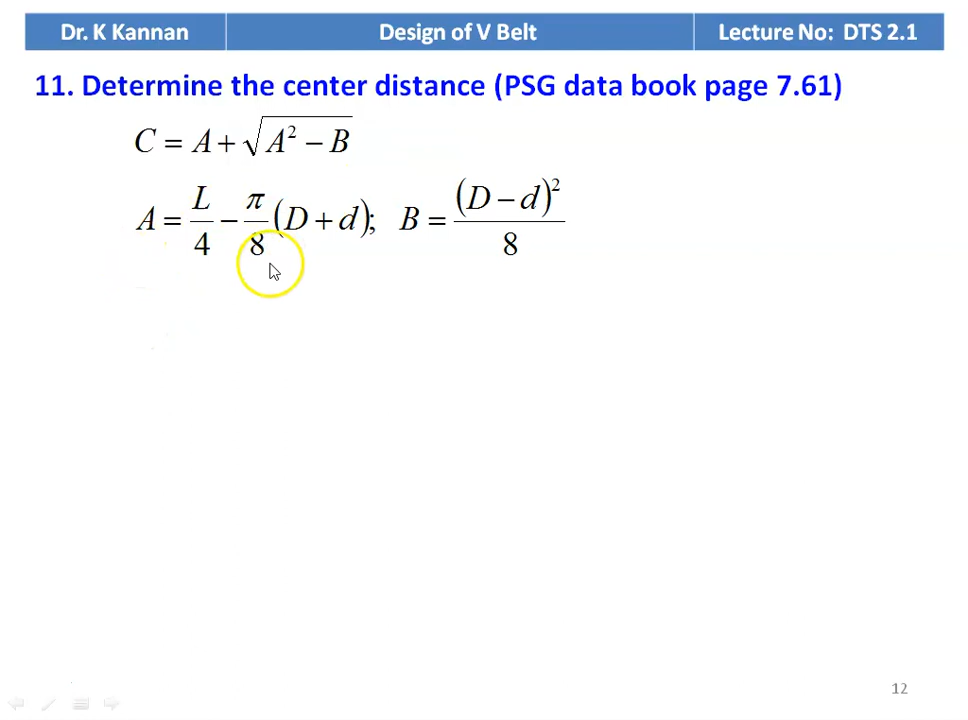 Dr. K Kannan Design of V Belt Lecture No: DTS 2.1
11. Determine the center distance (PSG data book page 7.61)
C = A + √(A² − B)
A = L/4 − π/8 (D + d); B = (D − d)²/8
12